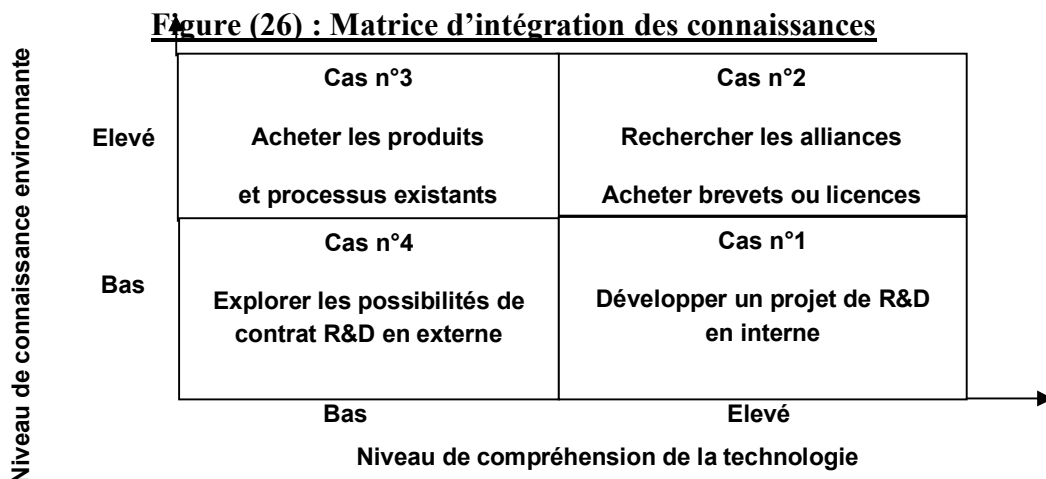 Figure (26) : Matrice d’intégration des connaissances
Niveau de connaissance environnante
Elevé
Cas n°3
Acheter les produits
et processus existants
Cas n°2
Rechercher les alliances
Acheter brevets ou licences
Bas
Cas n°4
Explorer les possibilités de
contrat R&D en externe
Cas n°1
Développer un projet de R&D
en interne
Bas
Elevé
Niveau de compréhension de la technologie